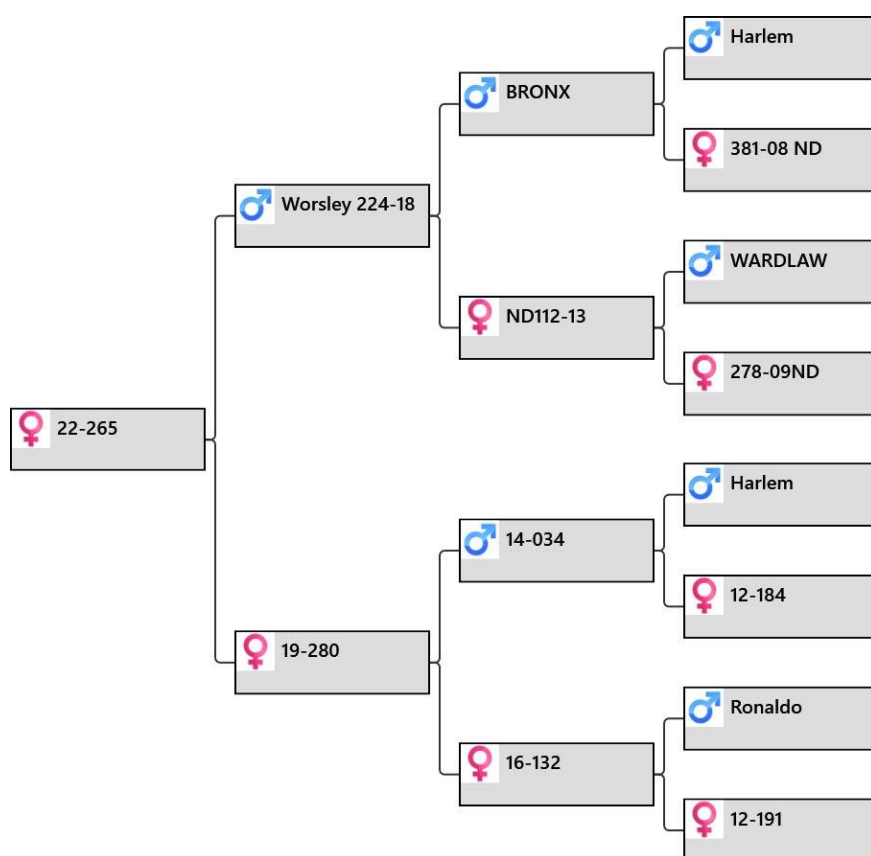 Harlem
BRONX
381-08 ND
Worsley 224-18
WARDLAW
ND112-13
278-09ND
22-265
Harlem
14-034
12-184
19-280
Ronaldo
16-132
12-191